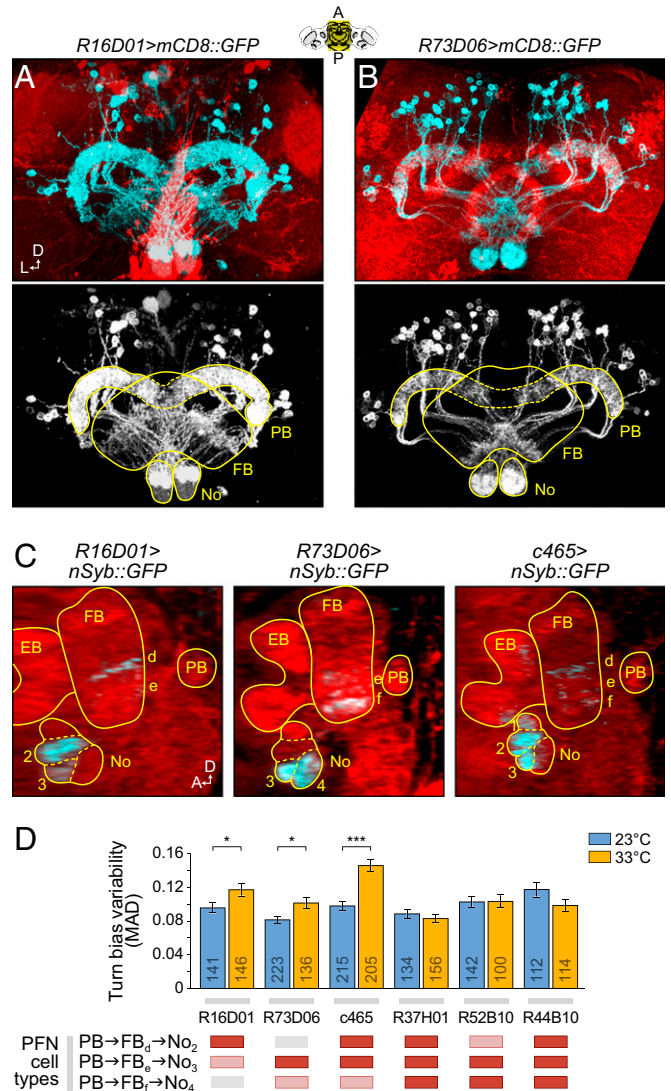 A
R16D01>mCD8::GFP
R73D06>mCD8::GFP
P
A
B
D
L
PB
FB
No
PB
FB
No
C
R16D01>
nSyb::GFP
R73D06>
nSyb::GFP
c465>
nSyb::GFP
FB
EB
d
e
PB
2
3
No
D
A
FB
EB
e
f
PB
No
3
4
FB
EB
d
e
f
PB
1
2
3
No
D
23°C
33°C
* * ***
Turn bias variability
(MAD)
0.16
0.12
0.08
0.04
0
141 146 223 136 215 205 134 156 142 100 112 114
R16D01 R73D06 c465 R37H01 R52B10 R44B10
PFN
cell
types
PB→FBd→No2
PB→FBe→No3
PB→FBf→No4